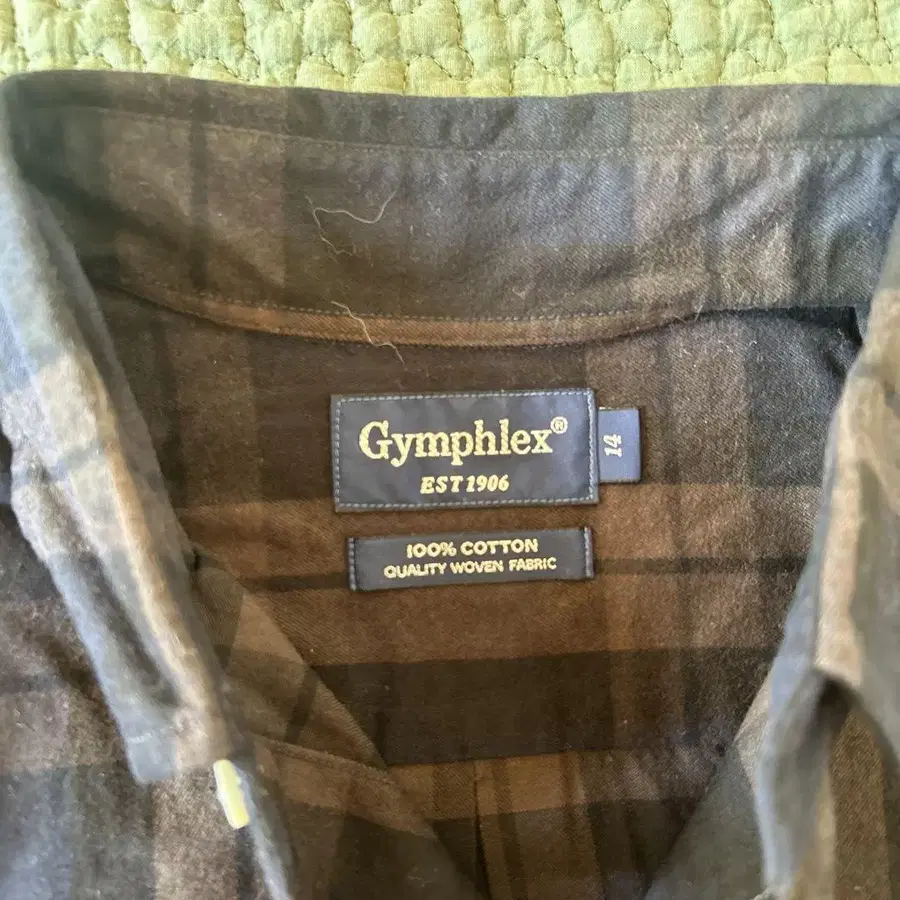 Gymphlex®
EST 1906
14
100% COTTON
QUALITY WOVEN FABRIC